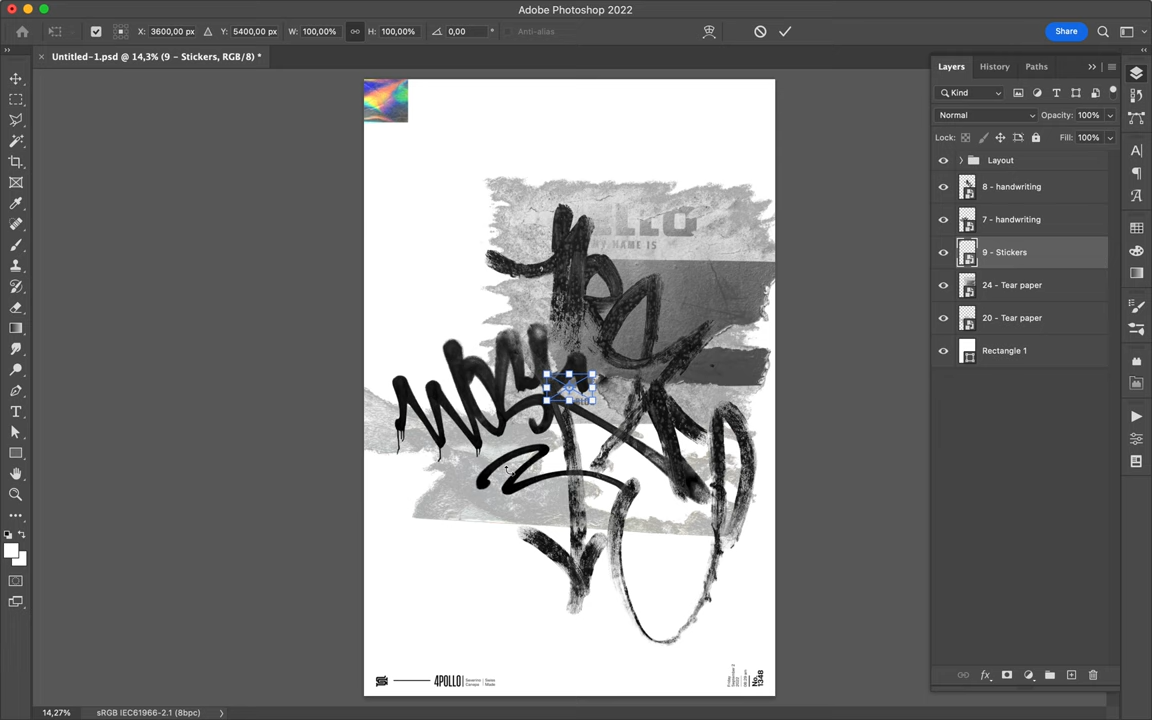 Adobe Photoshop 2022
X: 3600,00 px
Y: 5400,00 px
W: 100,00%
H: 100,00%
0,00 °
Anti-alias
Share
Untitled-1.psd @ 14,3% (9 - Stickers, RGB/8) *
Layers
History
Paths
Kind
Normal
Opacity: 100%
Lock:
Fill: 100%
Layout
8 - handwriting
7 - handwriting
9 - Stickers
24 - Tear paper
20 - Tear paper
Rectangle 1
MY NAME IS
4POLLO
No. 1348
14,27%
sRGB IEC61966-2.1 (8bpc)